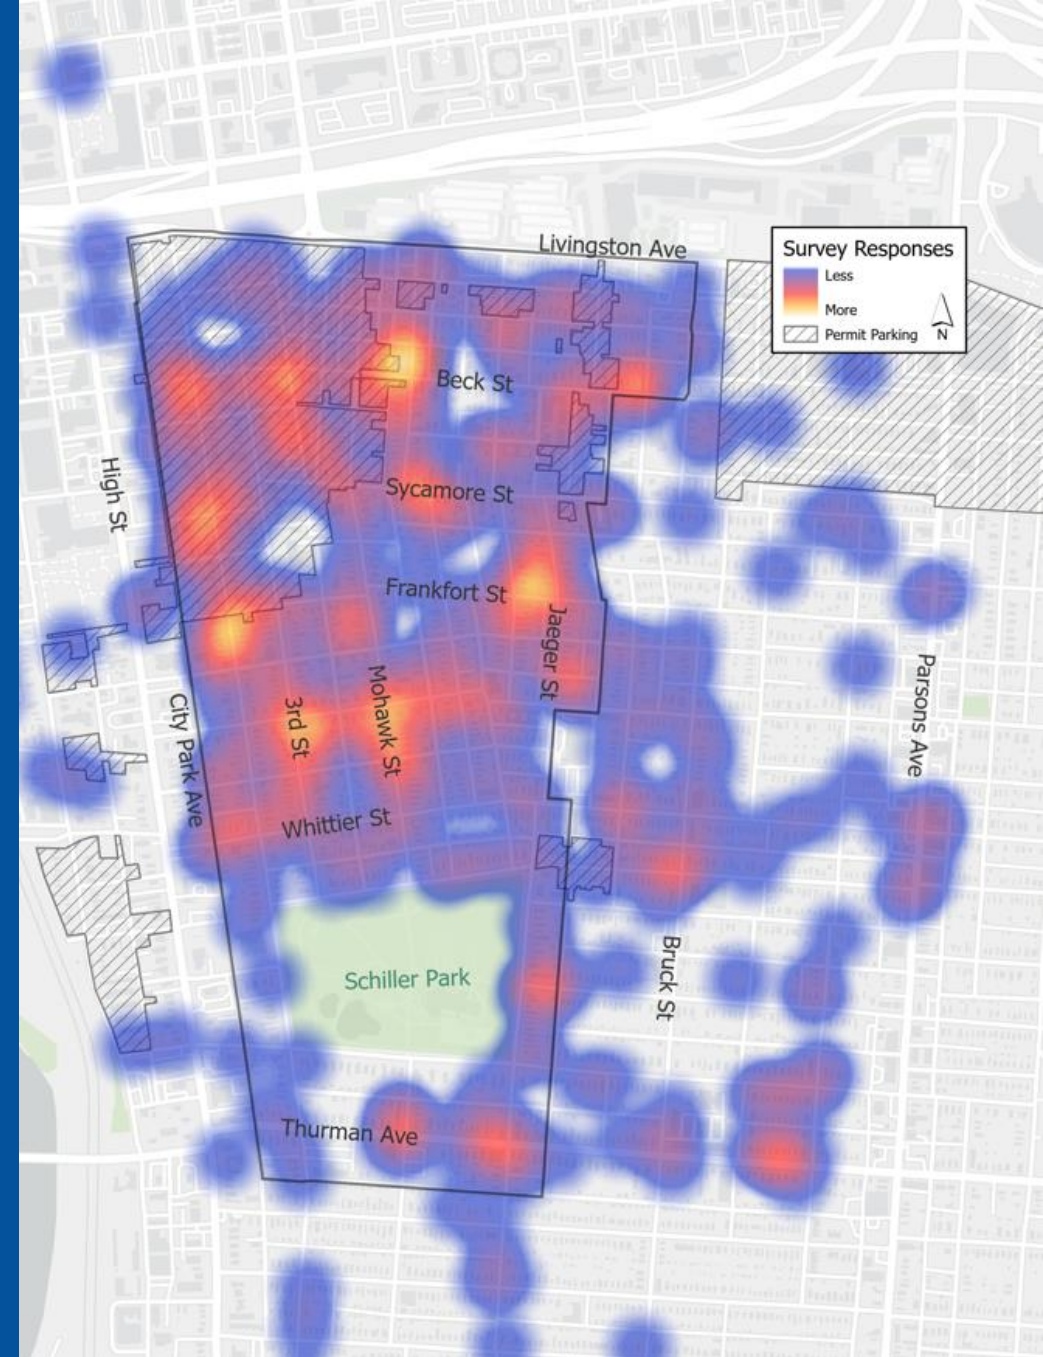 Livingston Ave
Survey Responses
Less
More
Permit Parking
N
Beck St
High St
Sycamore St
Frankfort St
Jaeger St
Parsons Ave
Mohawk St
3rd St
City Park Ave
Whittier St
Bruck St
Schiller Park
Thurman Ave